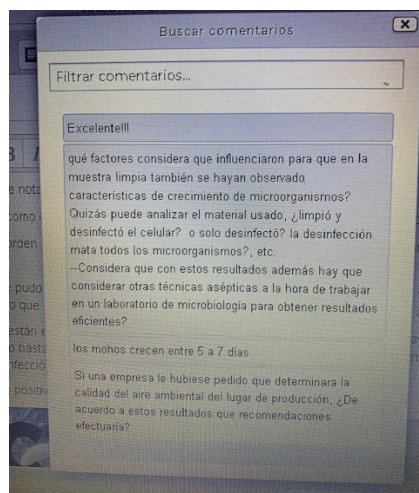 Buscar comentarios
Filtrar comentarios...
Excelente!!!
qué factores considera que influenciaron para que en la
muestra limpia también se hayan observado
características de crecimiento de microorganismos?
Quizás puede analizar el material usado, ¿limpió y
desinfectó el celular? o solo desinfectó? la desinfección
mata todos los microorganismos?, etc.
--Considera que con estos resultados además hay que
considerar otras técnicas asépticas a la hora de trabajar
en un laboratorio de microbiología para obtener resultados
eficientes?
los mohos crecen entre 5 a 7 días
Si una empresa le hubiese pedido que determinara la
calidad del aire ambiental del lugar de producción, ¿De
acuerdo a estos resultados que recomendaciones
efectuaría?